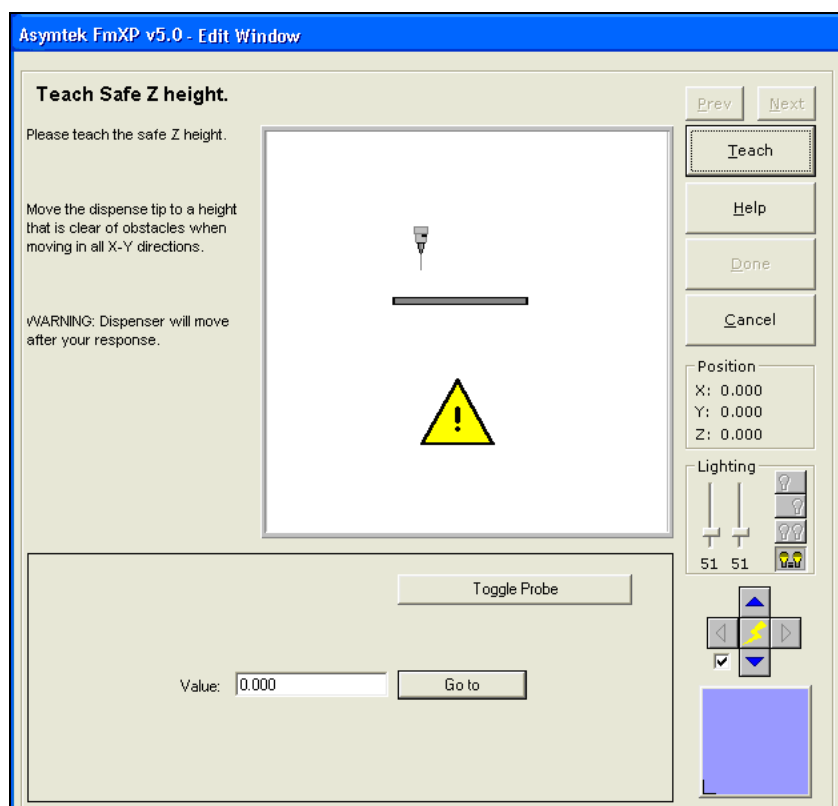 Asymtek FmXP v5.0 - Edit Window
Teach Safe Z height.
Please teach the safe Z height.
Move the dispense tip to a height
that is clear of obstacles when
moving in all X-Y directions.
WARNING: Dispenser will move
after your response.
!
Prev
Next
Teach
Help
Done
Cancel
Position
X: 0.000
Y: 0.000
Z: 0.000
Lighting
51 51
Toggle Probe
Value: 0.000
Go to